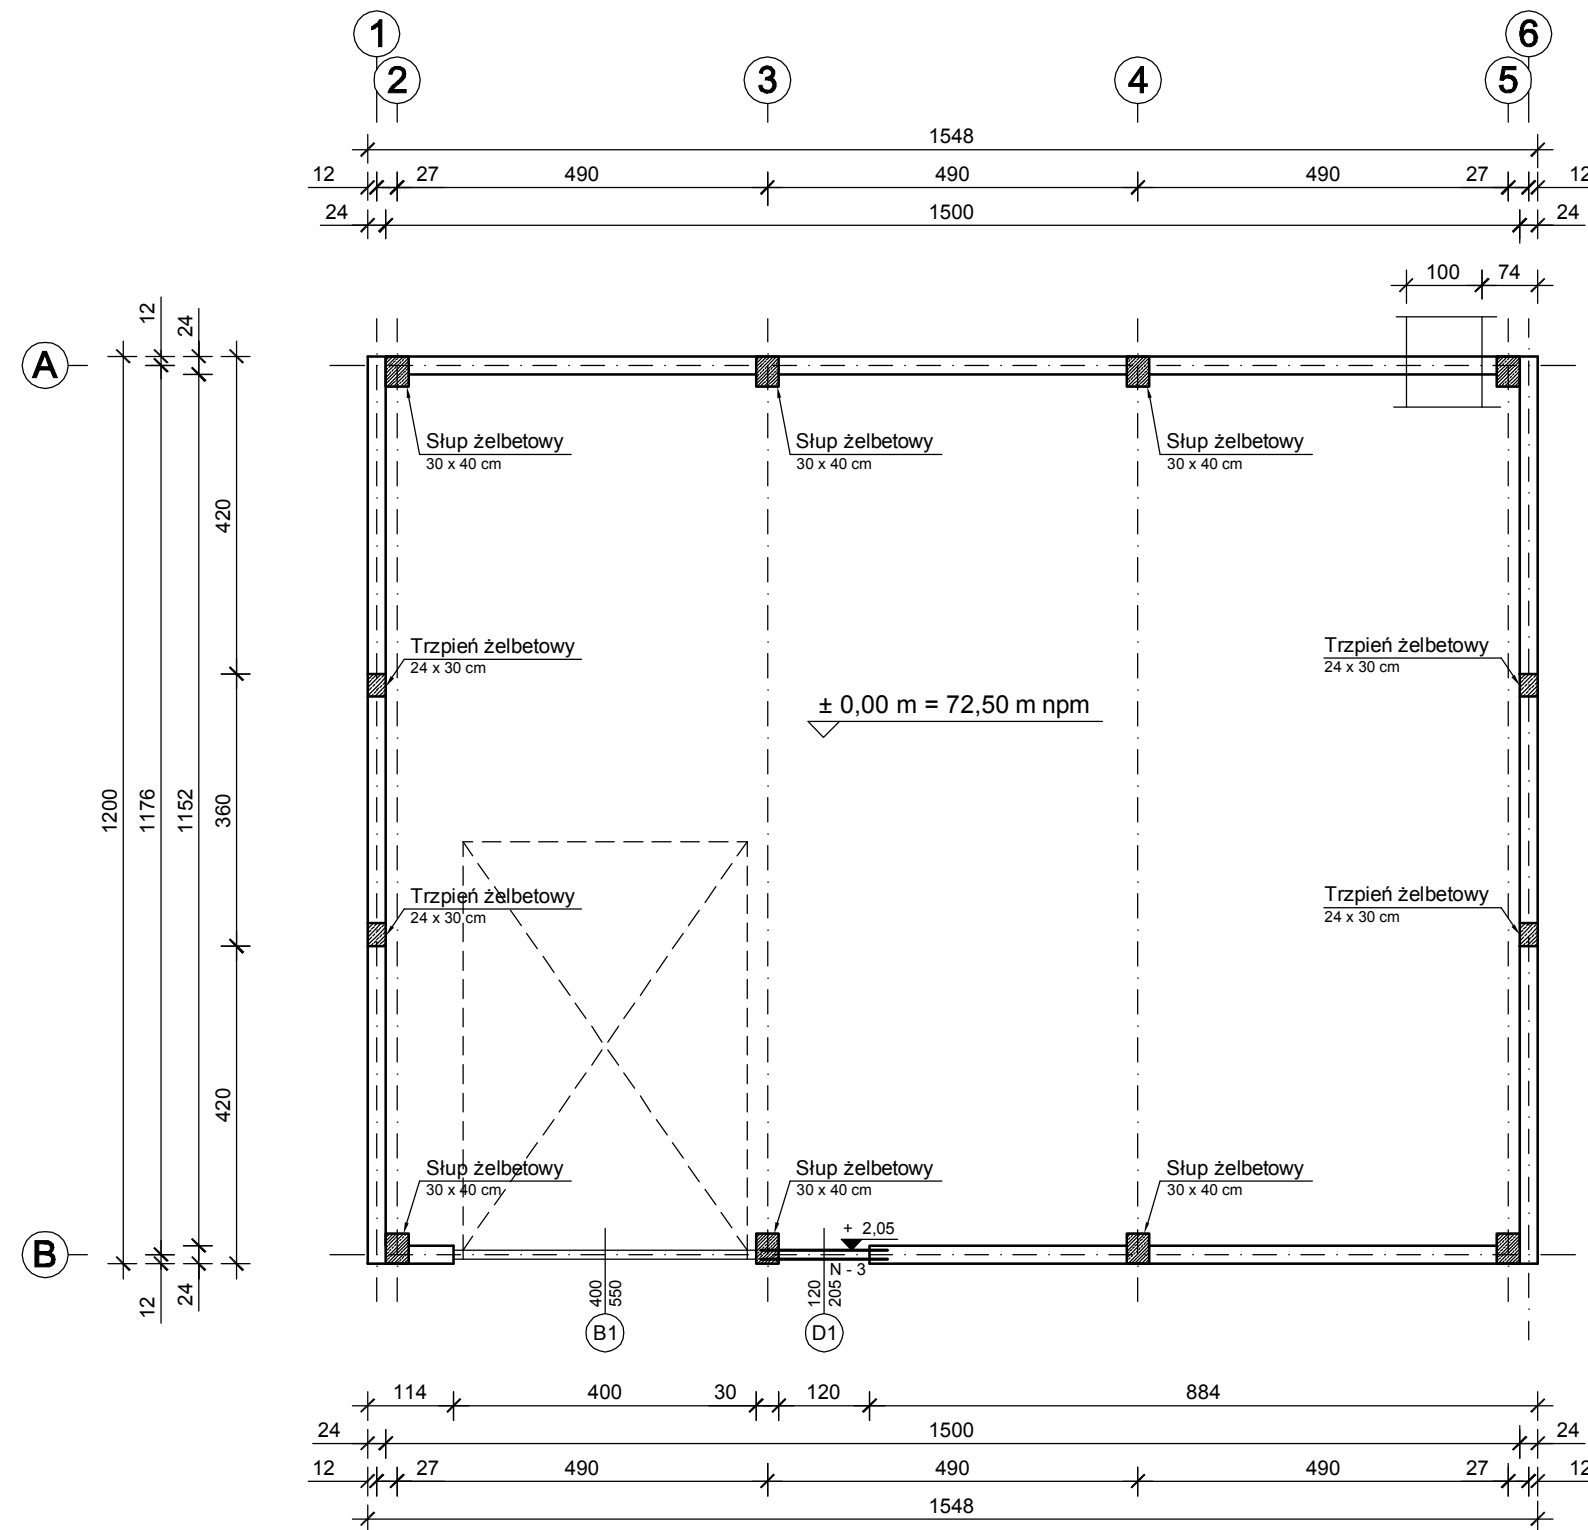 1
6
2
3
4
5
1548
12
27
490
490
490
27
12
24
1500
24
100
74
12
24
A
Słup żelbetowy
30 x 40 cm
Słup żelbetowy
30 x 40 cm
Słup żelbetowy
30 x 40 cm
420
Trzpień żelbetowy
24 x 30 cm
Trzpień żelbetowy
24 x 30 cm
± 0,00 m = 72,50 m npm
1200
1176
1152
360
Trzpień żelbetowy
24 x 30 cm
Trzpień żelbetowy
24 x 30 cm
420
Słup żelbetowy
30 x 40 cm
Słup żelbetowy
30 x 40 cm
Słup żelbetowy
30 x 40 cm
+ 2,05
B
N - 3
12
24
400
550
120
205
B1
D1
114
400
30
120
884
24
1500
24
12
27
490
490
490
27
12
1548